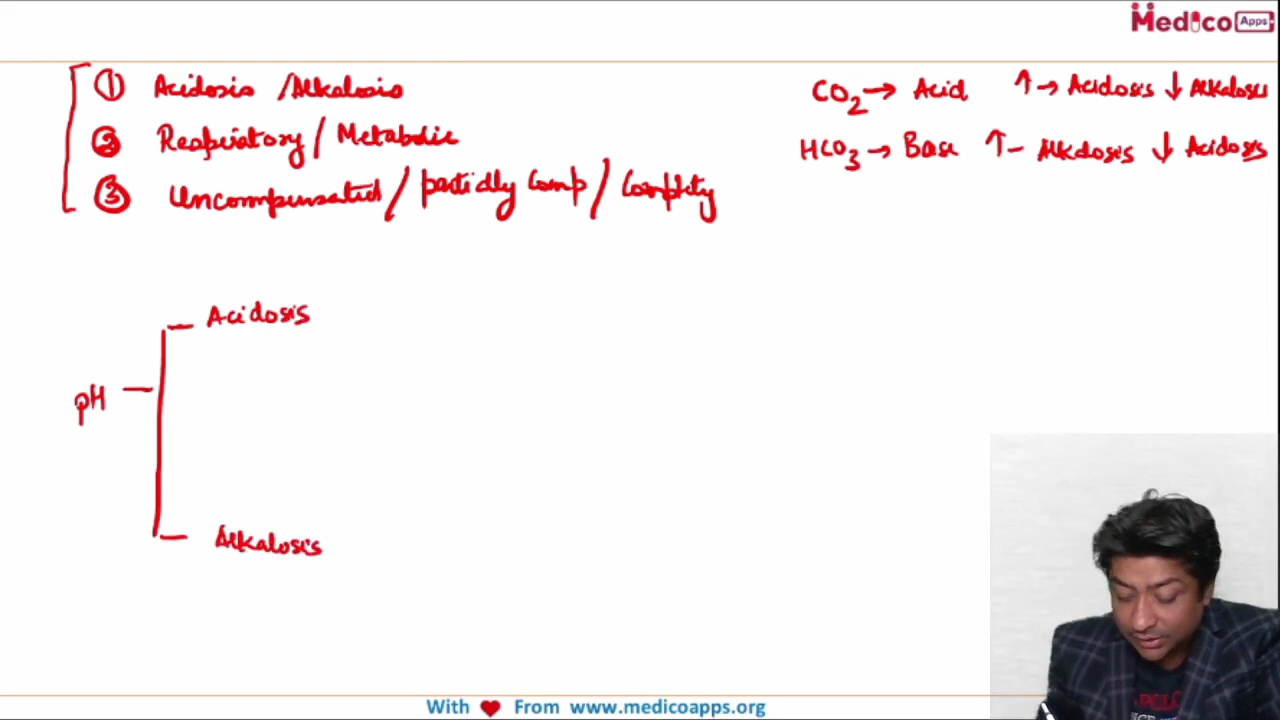 Medico Apps
① Acidosis /Alkalosis
CO2 → Acid ↑→ Acidosis ↓ Alkalosis
② Respiratory / Metabolic
HCO3 → Base ↑- Alkalosis ↓ Acidosis
③ Uncompensated / partially Comp /
Acidosis
pH
Alkalosis
With ♥ From www.medicoapps.org